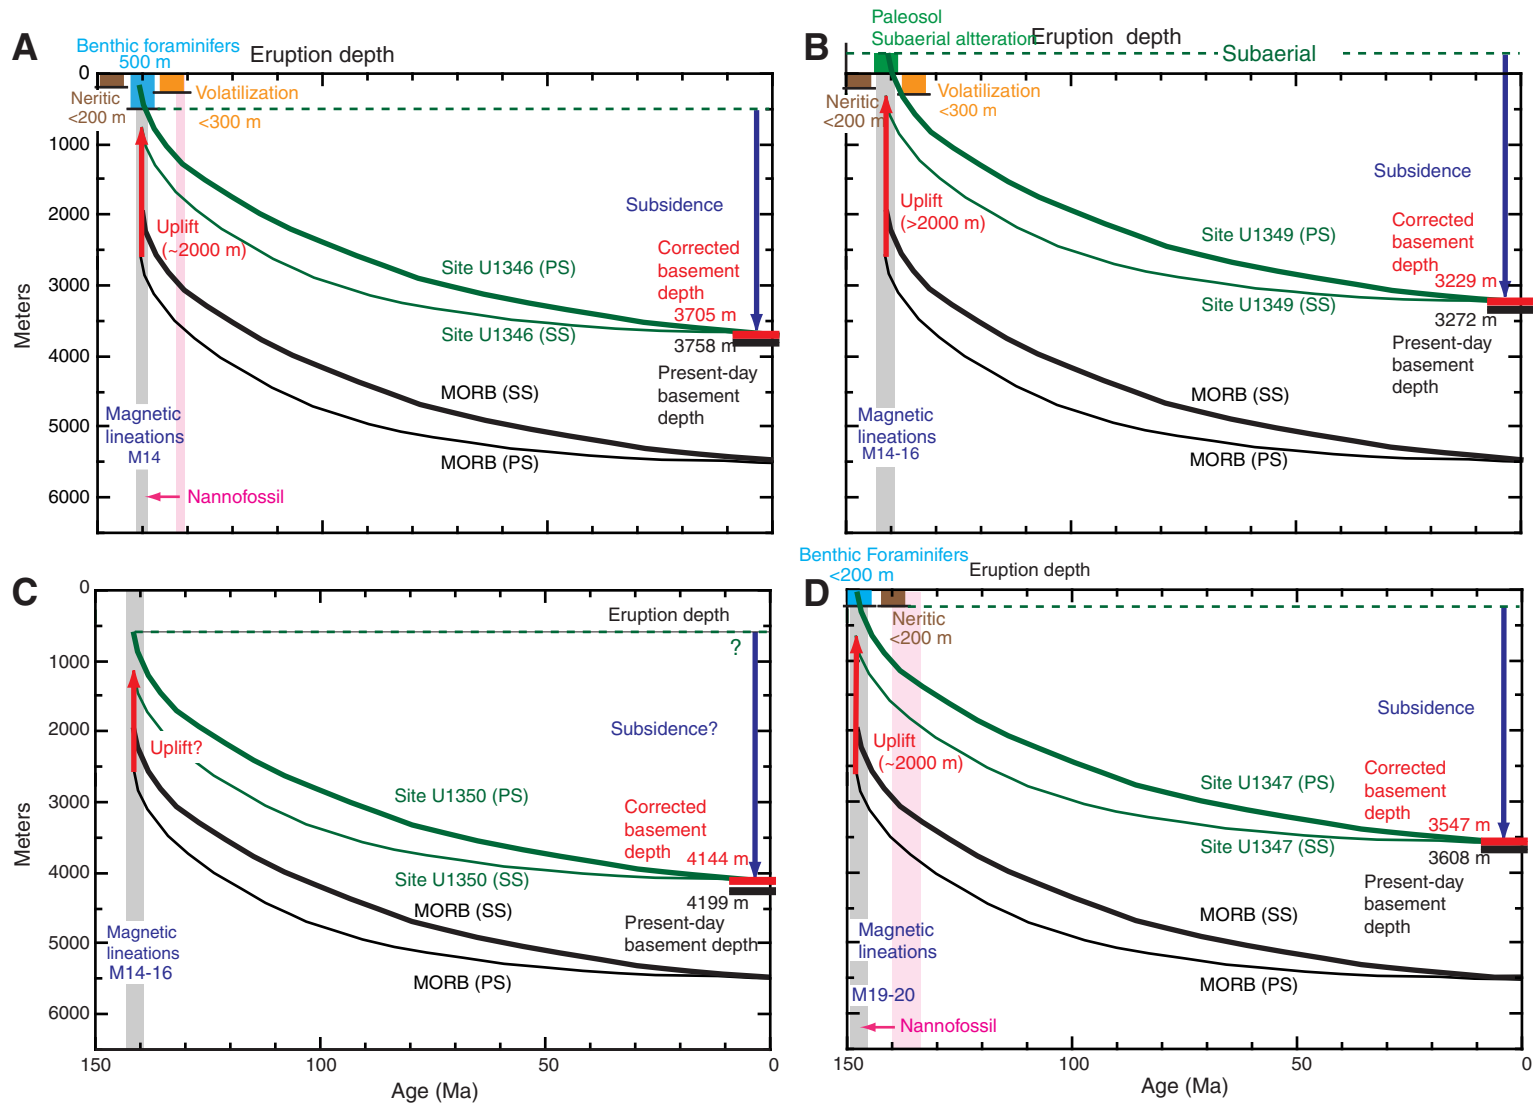 A
Benthic foraminifers
500 m
Eruption depth
0
Neritic
<200 m
Volatilization
<300 m
1000
2000
3000
4000
5000
6000
Meters
Uplift
(~2000 m)
Subsidence
Corrected
basement
depth
3705 m
3758 m
Present-day
basement
depth
Site U1346 (PS)
Site U1346 (SS)
MORB (SS)
MORB (PS)
Magnetic
lineations
M14
Nannofossil
B
Paleosol
Subaerial altteration
Eruption depth
Subaerial
Neritic
<200 m
Volatilization
<300 m
Uplift
(>2000 m)
Subsidence
Corrected
basement
depth
3229 m
3272 m
Present-day
basement
depth
Site U1349 (PS)
Site U1349 (SS)
MORB (SS)
MORB (PS)
Magnetic
lineations
M14-16
C
0
1000
2000
3000
4000
5000
6000
Meters
Eruption depth
?
Uplift?
Subsidence?
Corrected
basement
depth
4144 m
4199 m
Present-day
basement depth
Site U1350 (PS)
Site U1350 (SS)
MORB (SS)
MORB (PS)
Magnetic
lineations
M14-16
150
100
50
0
Age (Ma)
D
Benthic Foraminifers
<200 m
Eruption depth
Neritic
<200 m
Uplift
(~2000 m)
Subsidence
Corrected
basement
depth
3547 m
3608 m
Present-day
basement
depth
Site U1347 (PS)
Site U1347 (SS)
MORB (SS)
MORB (PS)
Magnetic
lineations
M19-20
Nannofossil
150
100
50
0
Age (Ma)